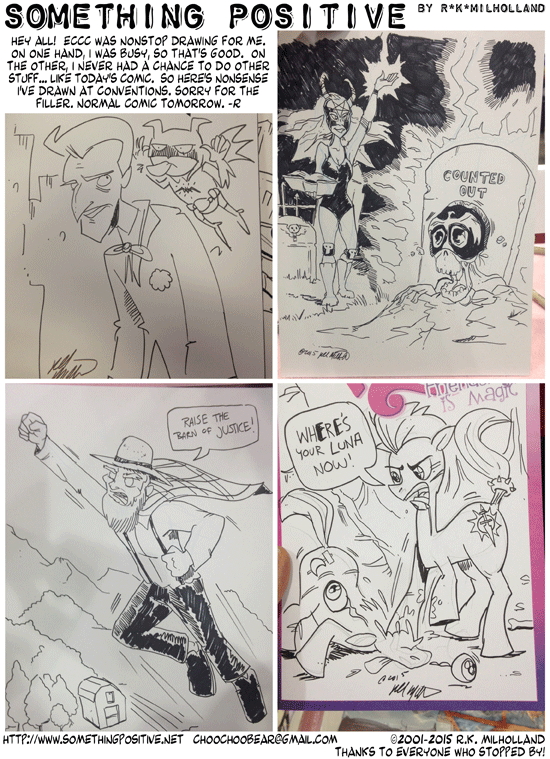 SOMETHING POSITIVE BY R*K*MILHOLLAND
HEY ALL! ECCC WAS NONSTOP DRAWING FOR ME.
ON ONE HAND, I WAS BUSY, SO THAT'S GOOD. ON
THE OTHER, I NEVER HAD A CHANCE TO DO OTHER
STUFF... LIKE TODAY'S COMIC. SO HERE'S NONSENSE
I'VE DRAWN AT CONVENTIONS. SORRY FOR THE
FILLER. NORMAL COMIC TOMORROW. -R
COUNTED
OUT
©2015
RAISE THE
BARN OF JUSTICE!
IS MAGIC
WHERE'S
YOUR LUNA
NOW?
©2015
HTTP://WWW.SOMETHINGPOSITIVE.NET CHOOCHOOBEAR@GMAIL.COM
©2001-2015 R.K. MILHOLLAND
THANKS TO EVERYONE WHO STOPPED BY!